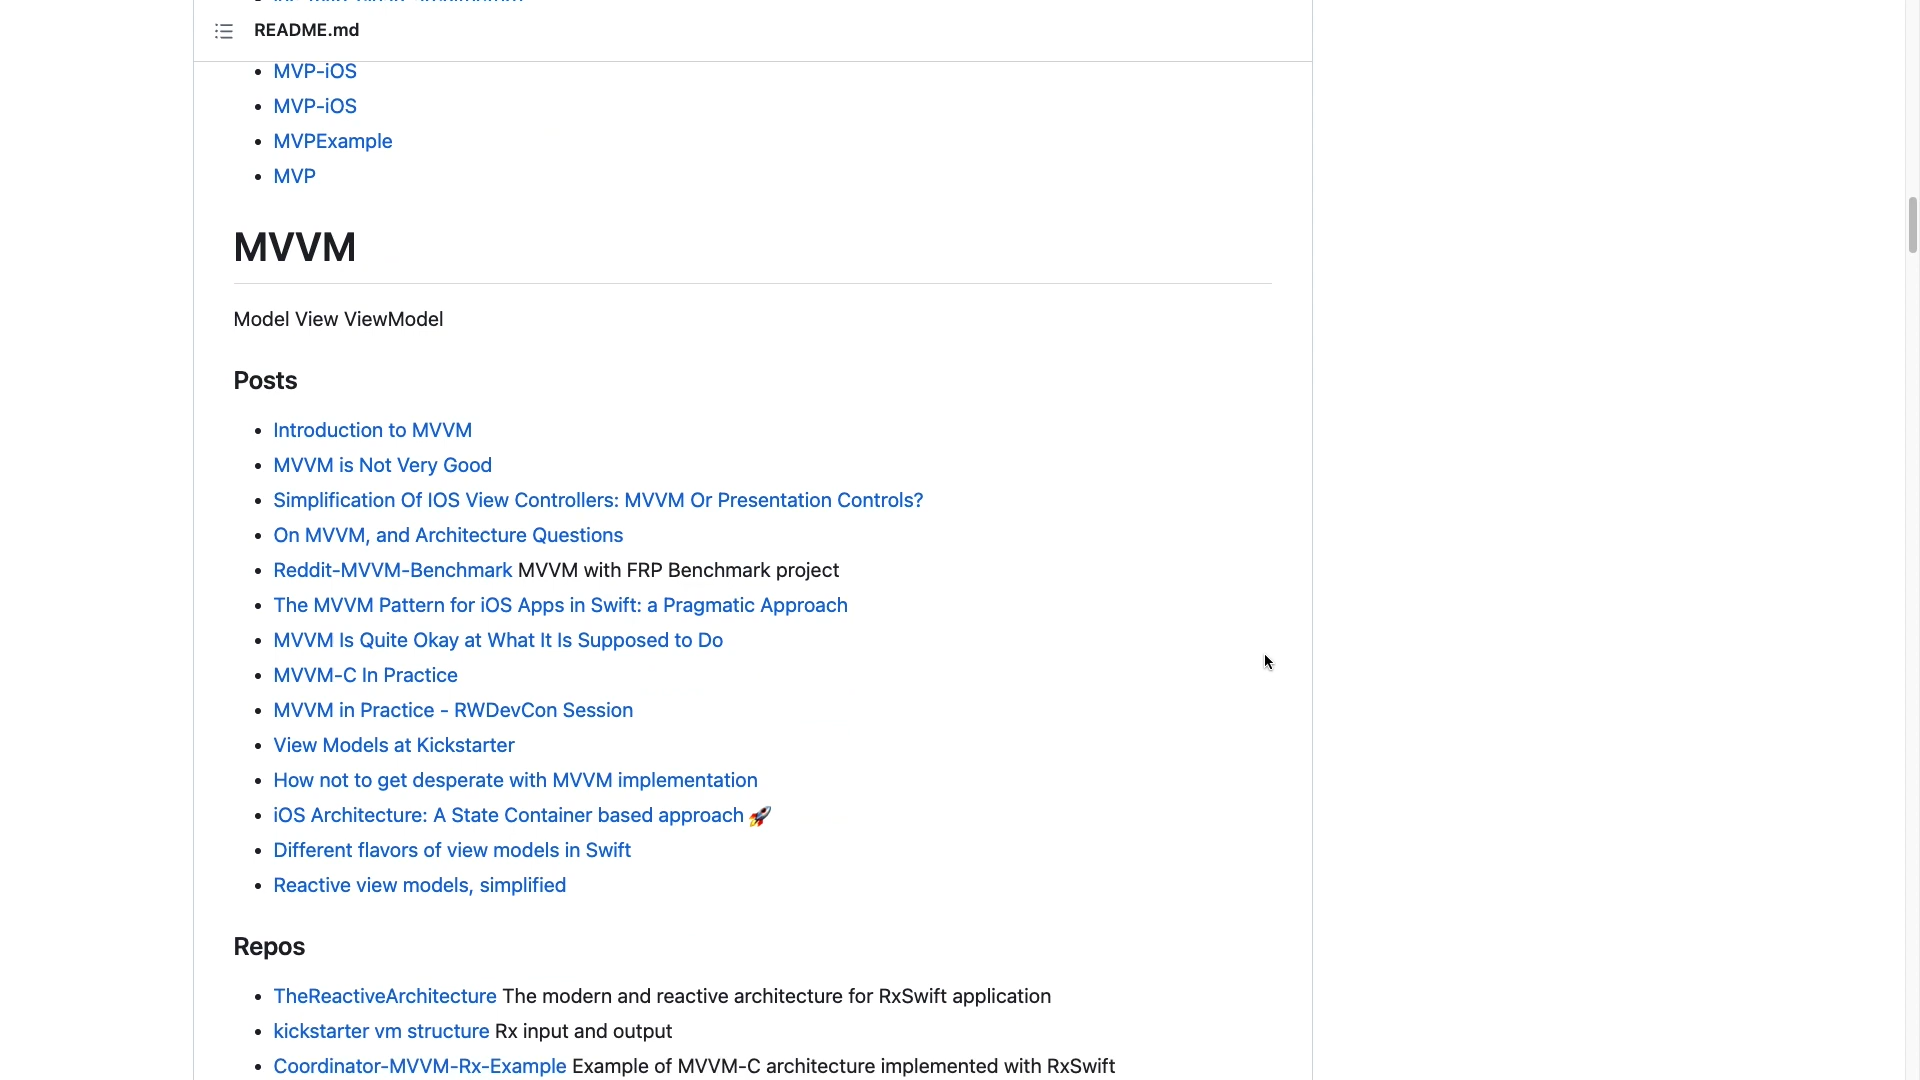 README.md
MVP-iOS
MVP-iOS
MVPExample
MVP
MVVM
Model View ViewModel
Posts
Introduction to MVVM
MVVM is Not Very Good
Simplification Of IOS View Controllers: MVVM Or Presentation Controls?
On MVVM, and Architecture Questions
Reddit-MVVM-Benchmark MVVM with FRP Benchmark project
The MVVM Pattern for iOS Apps in Swift: a Pragmatic Approach
MVVM Is Quite Okay at What It Is Supposed to Do
MVVM-C In Practice
MVVM in Practice - RWDevCon Session
View Models at Kickstarter
How not to get desperate with MVVM implementation
iOS Architecture: A State Container based approach 🚀
Different flavors of view models in Swift
Reactive view models, simplified
Repos
TheReactiveArchitecture The modern and reactive architecture for RxSwift application
kickstarter vm structure Rx input and output
Coordinator-MVVM-Rx-Example Example of MVVM-C architecture implemented with RxSwift